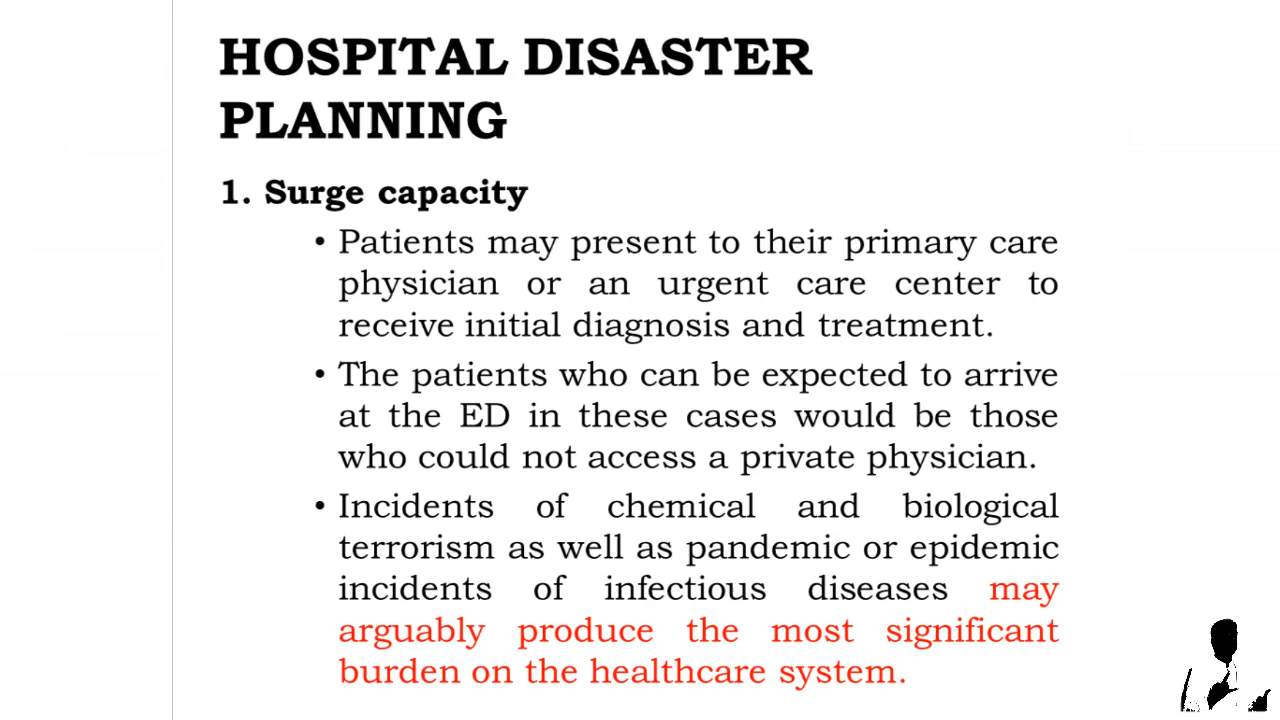 HOSPITAL DISASTER
PLANNING
1. Surge capacity
• Patients may present to their primary care
physician or an urgent care center to
receive initial diagnosis and treatment.
• The patients who can be expected to arrive
at the ED in these cases would be those
who could not access a private physician.
• Incidents of chemical and biological
terrorism as well as pandemic or epidemic
incidents of infectious diseases may
arguably produce the most significant
burden on the healthcare system.